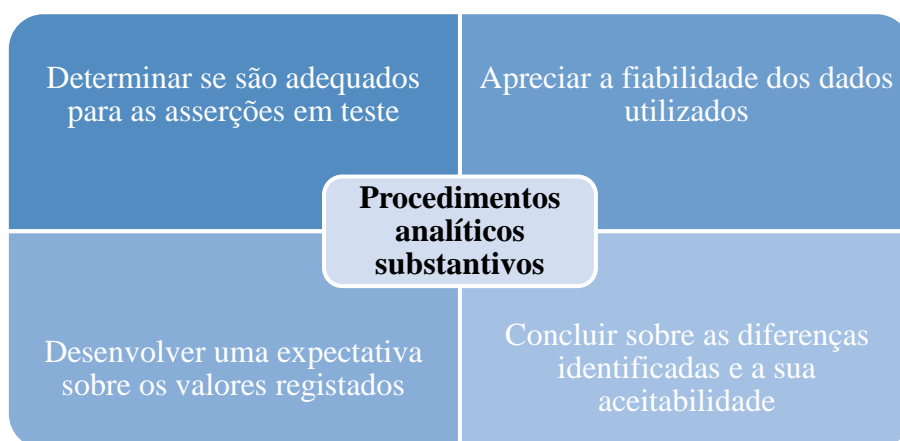 Determinar se são adequados
para as asserções em teste
Apreciar a fiabilidade dos dados
utilizados
Procedimentos
analíticos
substantivos
Desenvolver uma expectativa
sobre os valores registados
Concluir sobre as diferenças
identificadas e a sua
aceitabilidade